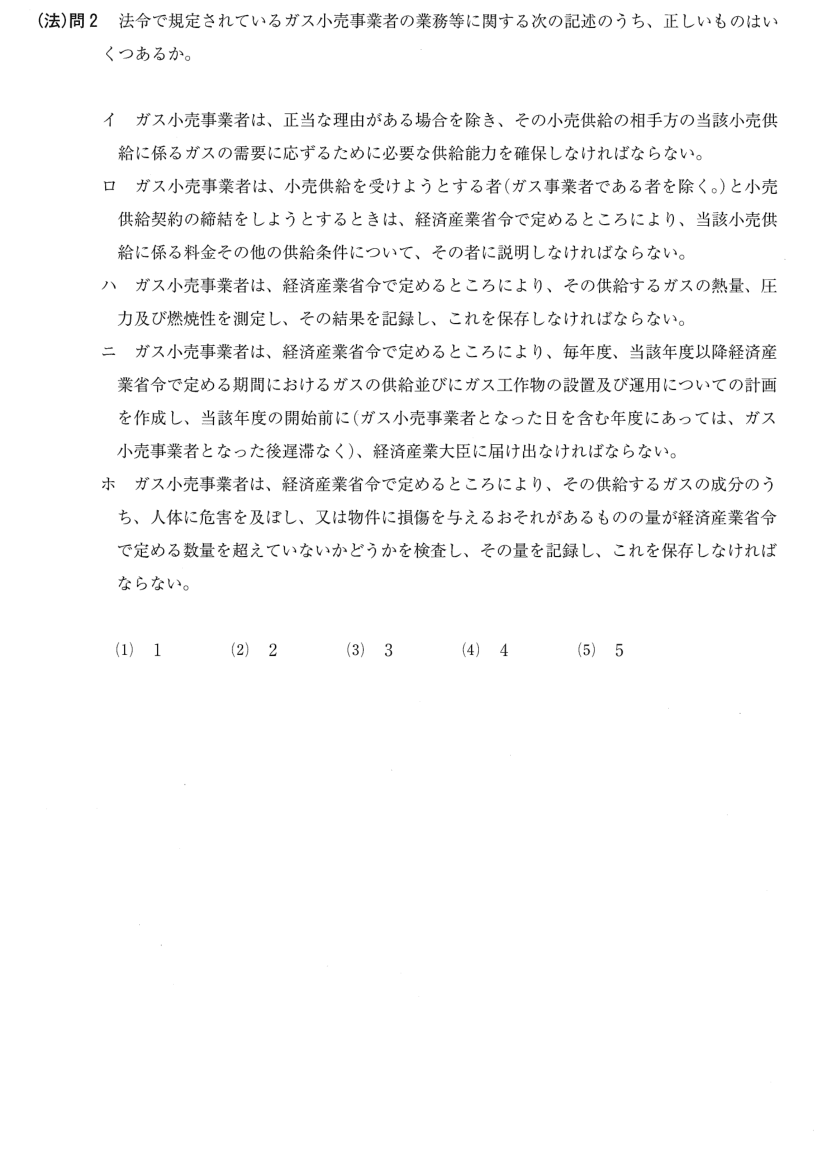 (法)問2 法令で規定されているガス小売事業者の業務等に関する次の記述のうち、正しいものはい
くつあるか。
イ ガス小売事業者は、正当な理由がある場合を除き、その小売供給の相手方の当該小売供
給に係るガスの需要に応ずるために必要な供給能力を確保しなければならない。
ロ ガス小売事業者は、小売供給を受けようとする者(ガス事業者である者を除く。)と小売
供給契約の締結をしようとするときは、経済産業省令で定めるところにより、当該小売供
給に係る料金その他の供給条件について、その者に説明しなければならない。
ハ ガス小売事業者は、経済産業省令で定めるところにより、その供給するガスの熱量、圧
力及び燃焼性を測定し、その結果を記録し、これを保存しなければならない。
ニ ガス小売事業者は、経済産業省令で定めるところにより、毎年度、当該年度以降経済産
業省令で定める期間におけるガスの供給並びにガス工作物の設置及び運用についての計画
を作成し、当該年度の開始前に(ガス小売事業者となった日を含む年度にあっては、ガス
小売事業者となった後遅滞なく)、経済産業大臣に届け出なければならない。
ホ ガス小売事業者は、経済産業省令で定めるところにより、その供給するガスの成分のう
ち、人体に危害を及ぼし、又は物件に損傷を与えるおそれがあるものの量が経済産業省令
で定める数量を超えていないかどうかを検査し、その量を記録し、これを保存しなければ
ならない。
(1) 1 (2) 2 (3) 3 (4) 4 (5) 5